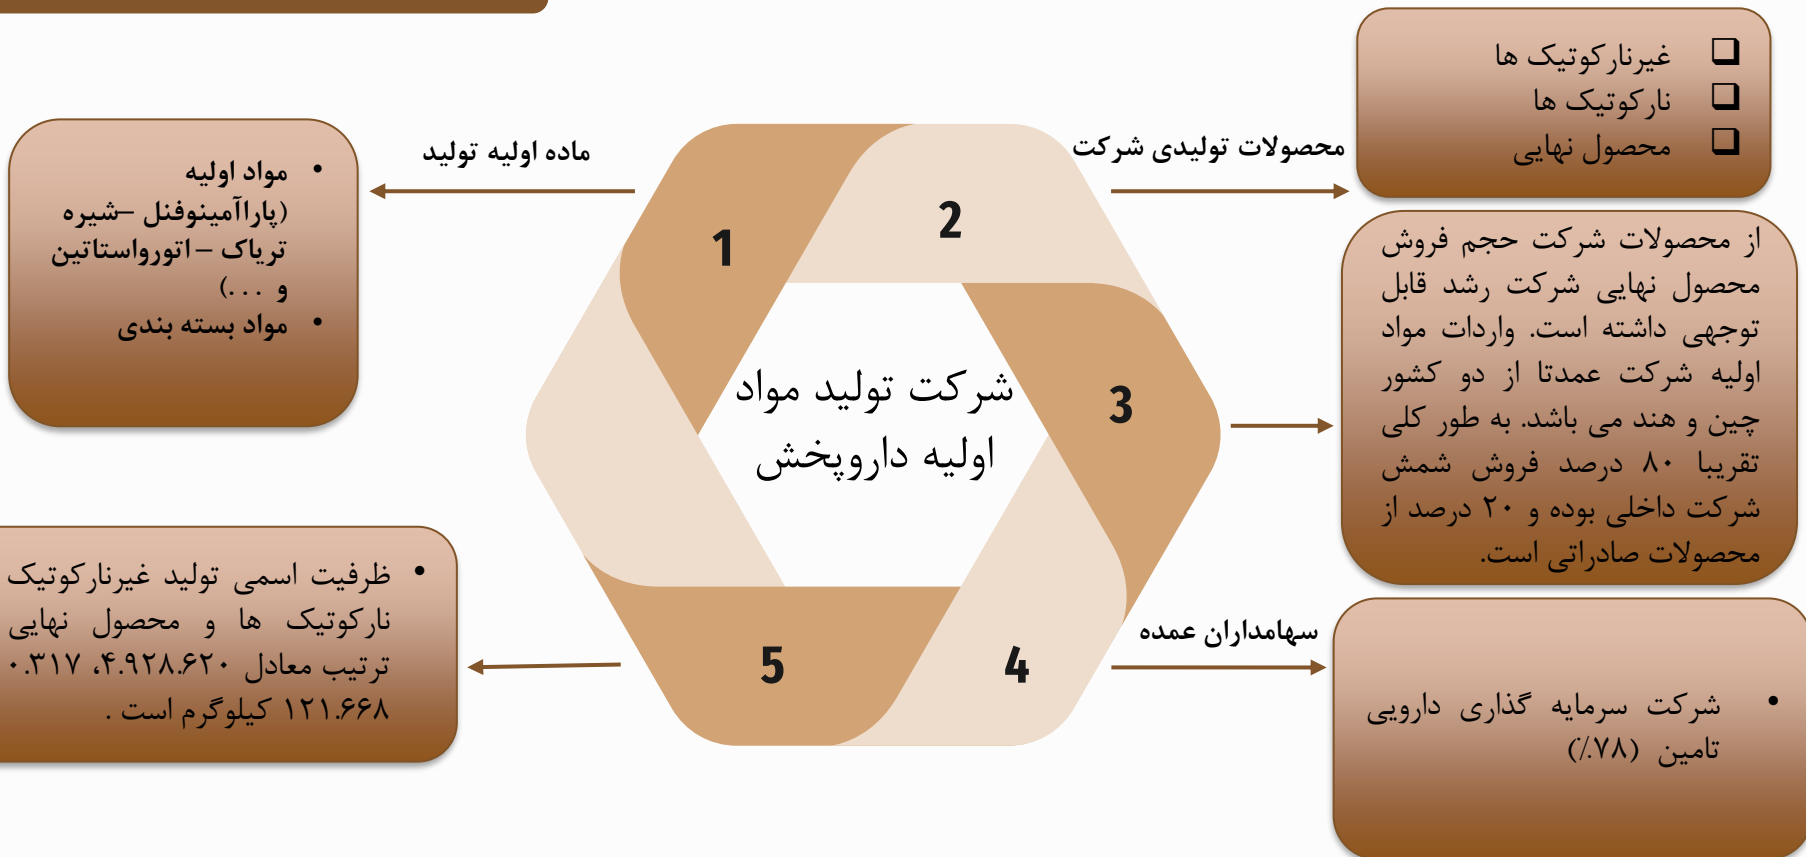 ماده اولیه تولید
• مواد اولیه
(پاراآمینوفنل –شیره
تریاک – اتورواستاتین
و ...)
• مواد بسته بندی
1
محصولات تولیدی شرکت
❑ غیرنارکوتیک ها
❑ نارکوتیک ها
❑ محصول نهایی
2
از محصولات شرکت حجم فروش
محصول نهایی شرکت رشد قابل
توجهی داشته است. واردات مواد
اولیه شرکت عمدتا از دو کشور
چین و هند می باشد. به طور کلی
تقریبا ۸۰ درصد فروش شمش
شرکت داخلی بوده و ۲۰ درصد از
محصولات صادراتی است.
3
شرکت تولید مواد
اولیه داروپخش
سهامداران عمده
• شرکت سرمایه گذاری دارویی
تامین (۷۸٪)
4
• ظرفیت اسمی تولید غیرنارکوتیک
نارکوتیک ها و محصول نهایی
ترتیب معادل ۴.۹۲۸.۶۲۰، ۳۱۷.۰
۱۲۱.۶۶۸ کیلوگرم است .
5